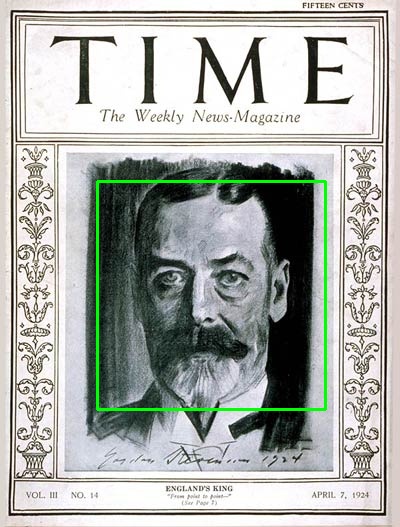 FIFTEEN CENTS
TIME
The Weekly News-Magazine
1924
VOL. III NO. 14
ENGLAND'S KING
"From point to point—"
(See Page 7)
APRIL 7, 1924